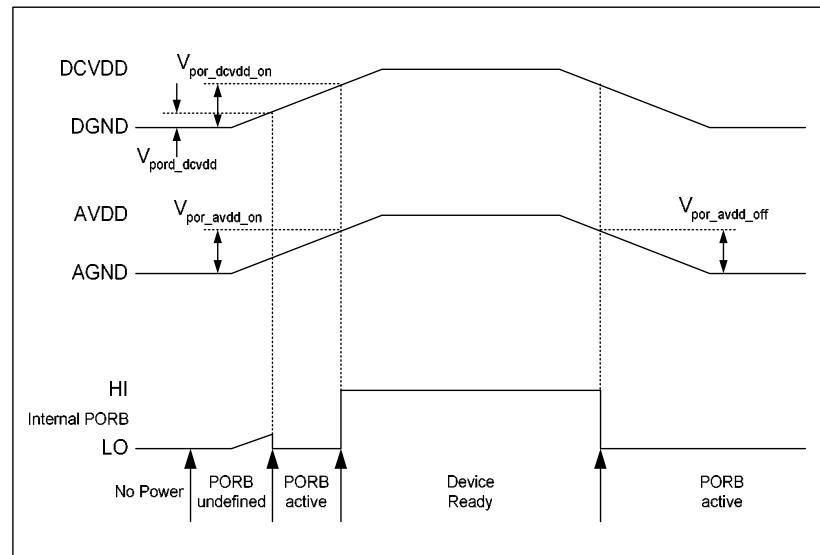 DCVDD
V_por_dcvdd_on
DGND
V_pord_dcvdd
AVDD
V_por_avdd_on
V_por_avdd_off
AGND
HI
Internal PORB
LO
No Power
PORB
undefined
PORB
active
Device
Ready
PORB
active